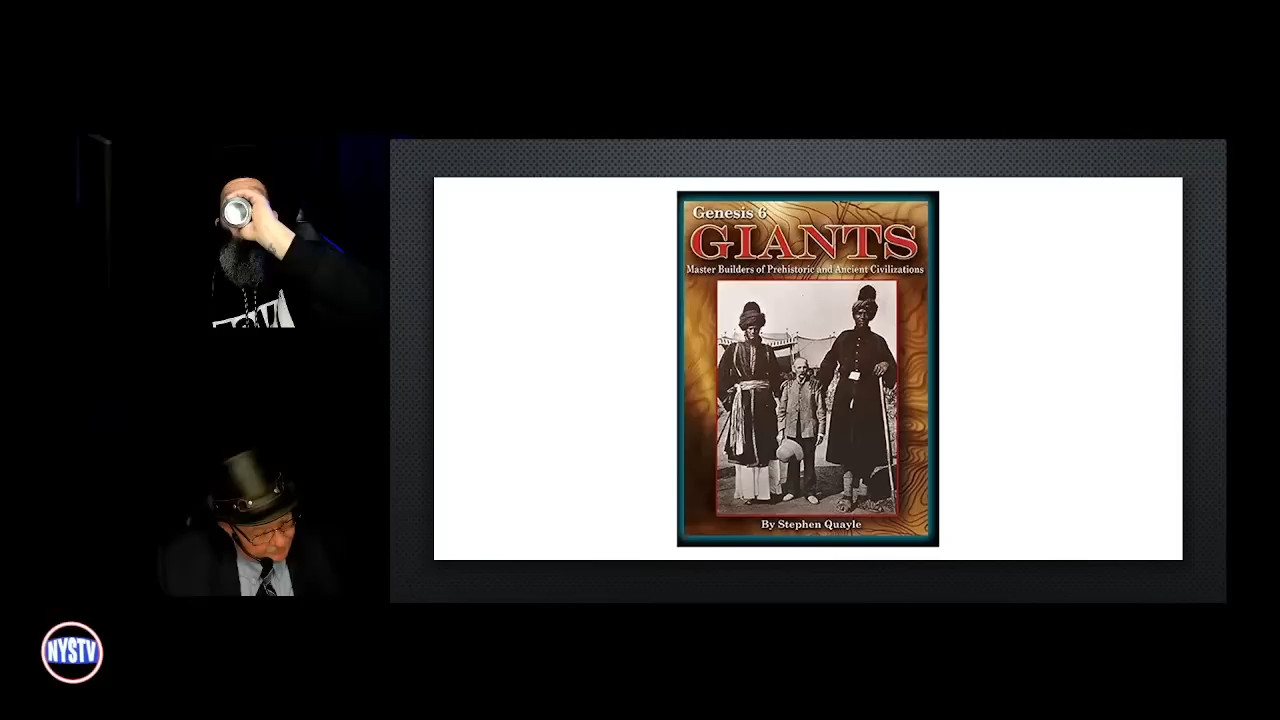 Genesis 6
GIANTS
Master Builders of Prehistoric and Ancient Civilizations
By Stephen Quayle
NYSTV